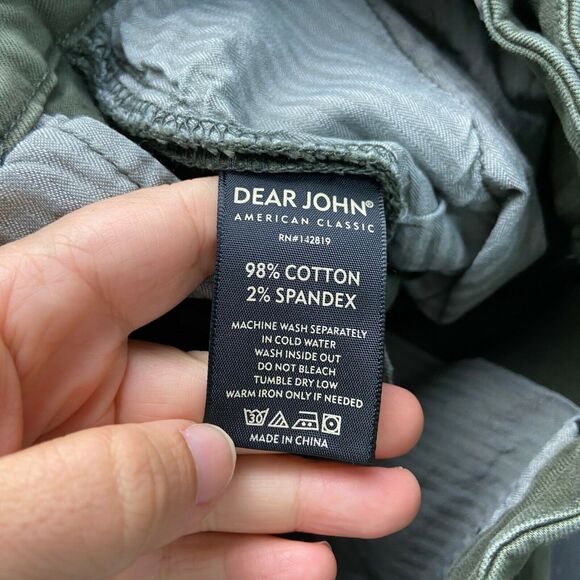 DEAR JOHN®
AMERICAN CLASSIC
RN#142819
98% COTTON
2% SPANDEX
MACHINE WASH SEPARATELY
IN COLD WATER
WASH INSIDE OUT
DO NOT BLEACH
TUMBLE DRY LOW
WARM IRON ONLY IF NEEDED
30
MADE IN CHINA